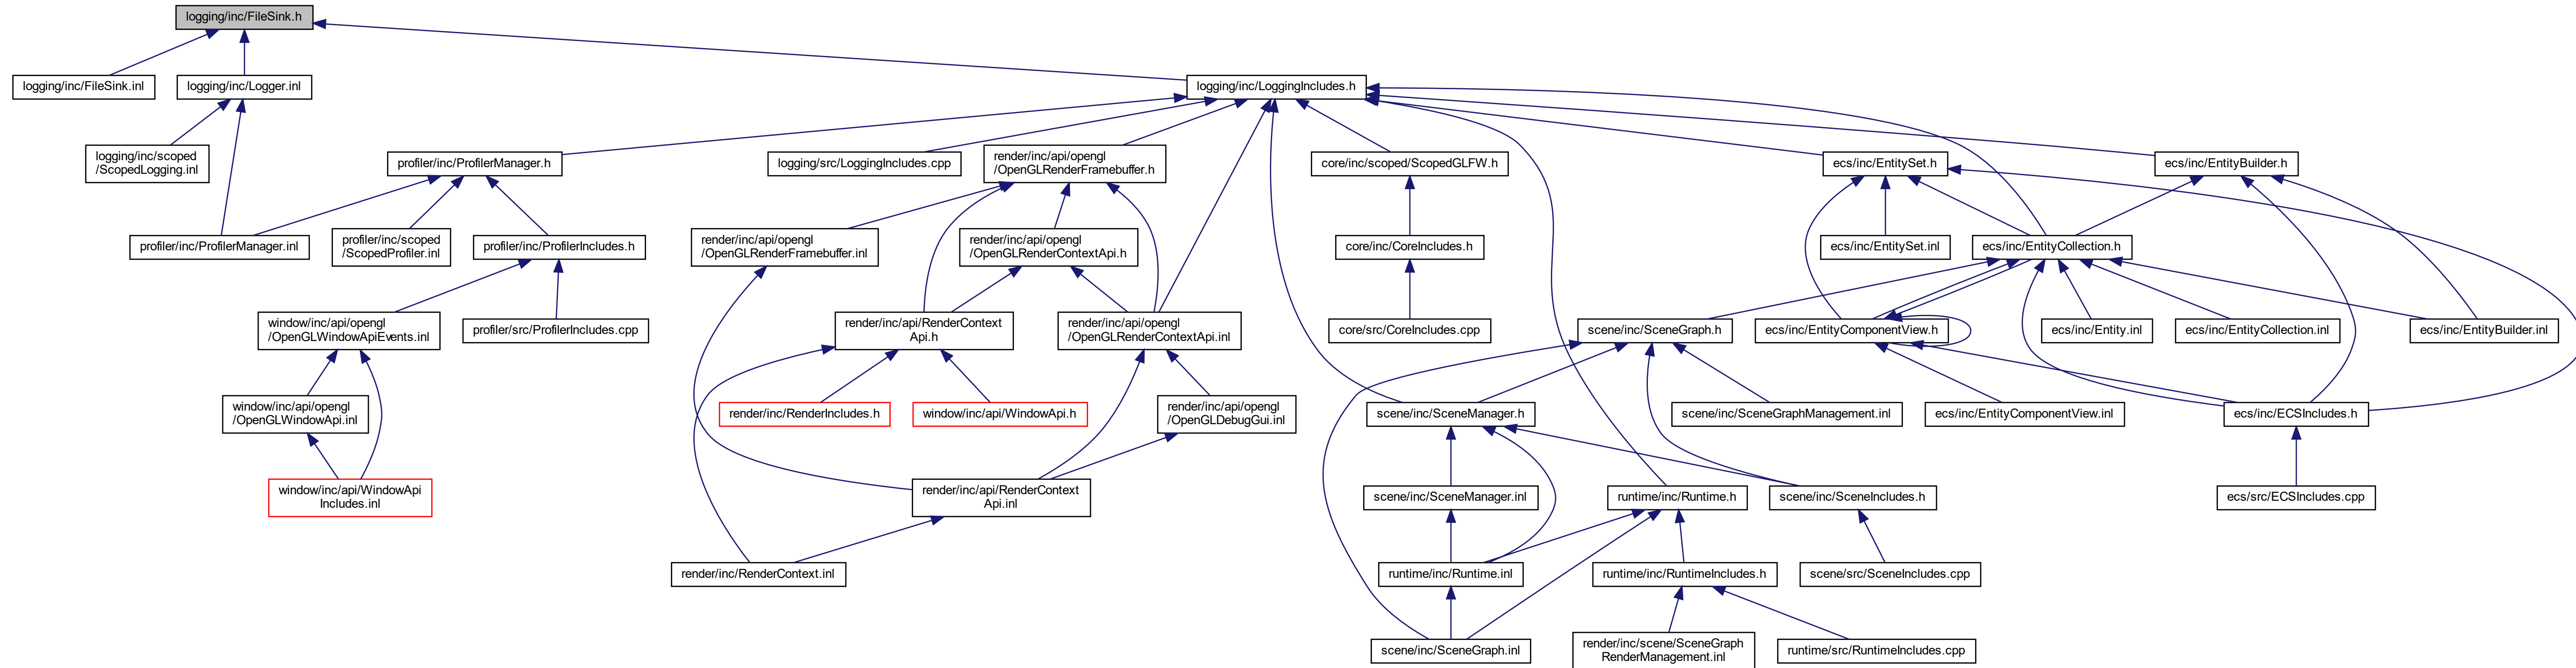 logging/inc/FileSink.h
logging/inc/FileSink.inl
logging/inc/Logger.inl
logging/inc/LoggingIncludes.h
logging/inc/scoped
/ScopedLogging.inl
profiler/inc/ProfilerManager.h
logging/src/LoggingIncludes.cpp
render/inc/api/opengl
/OpenGLRenderFramebuffer.h
core/inc/scoped/ScopedGLFW.h
ecs/inc/EntitySet.h
ecs/inc/EntityBuilder.h
profiler/inc/ProfilerManager.inl
profiler/inc/scoped
/ScopedProfiler.inl
profiler/inc/ProfilerIncludes.h
render/inc/api/opengl
/OpenGLRenderFramebuffer.inl
render/inc/api/opengl
/OpenGLRenderContextApi.h
core/inc/CoreIncludes.h
ecs/inc/EntitySet.inl
ecs/inc/EntityCollection.h
window/inc/api/opengl
/OpenGLWindowApiEvents.inl
profiler/src/ProfilerIncludes.cpp
render/inc/api/RenderContext
Api.h
render/inc/api/opengl
/OpenGLRenderContextApi.inl
core/src/CoreIncludes.cpp
scene/inc/SceneGraph.h
ecs/inc/EntityComponentView.h
ecs/inc/Entity.inl
ecs/inc/EntityCollection.inl
ecs/inc/EntityBuilder.inl
window/inc/api/opengl
/OpenGLWindowApi.inl
render/inc/RenderIncludes.h
window/inc/api/WindowApi.h
render/inc/api/opengl
/OpenGLDebugGui.inl
scene/inc/SceneManager.h
scene/inc/SceneGraphManagement.inl
ecs/inc/EntityComponentView.inl
ecs/inc/ECSIncludes.h
window/inc/api/WindowApi
Includes.inl
render/inc/api/RenderContext
Api.inl
scene/inc/SceneManager.inl
runtime/inc/Runtime.h
scene/inc/SceneIncludes.h
ecs/src/ECSIncludes.cpp
render/inc/RenderContext.inl
runtime/inc/Runtime.inl
runtime/inc/RuntimeIncludes.h
scene/src/SceneIncludes.cpp
scene/inc/SceneGraph.inl
render/inc/scene/SceneGraph
RenderManagement.inl
runtime/src/RuntimeIncludes.cpp